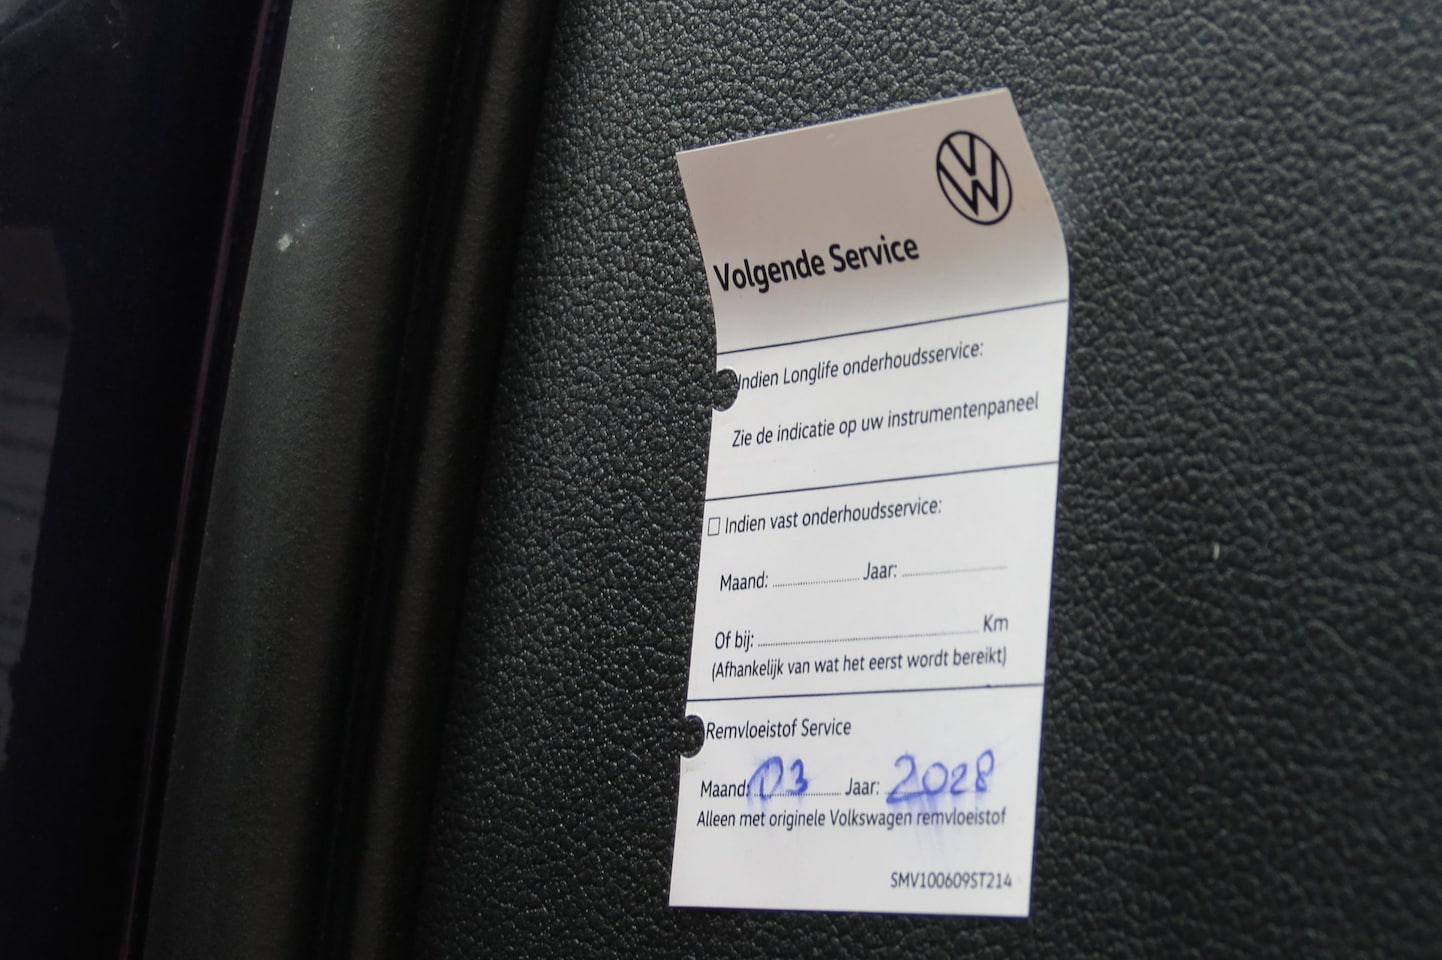 Volgende Service
Indien Longlife onderhoudsservice:
Zie de indicatie op uw instrumentenpaneel
Indien vast onderhoudsservice:
Maand: Jaar:
Of bij: Km
(Afhankelijk van wat het eerst wordt bereikt)
Remvloeistof Service
Maand: 03 Jaar: 2028
Alleen met originele Volkswagen remvloeistof
SMV100609ST214